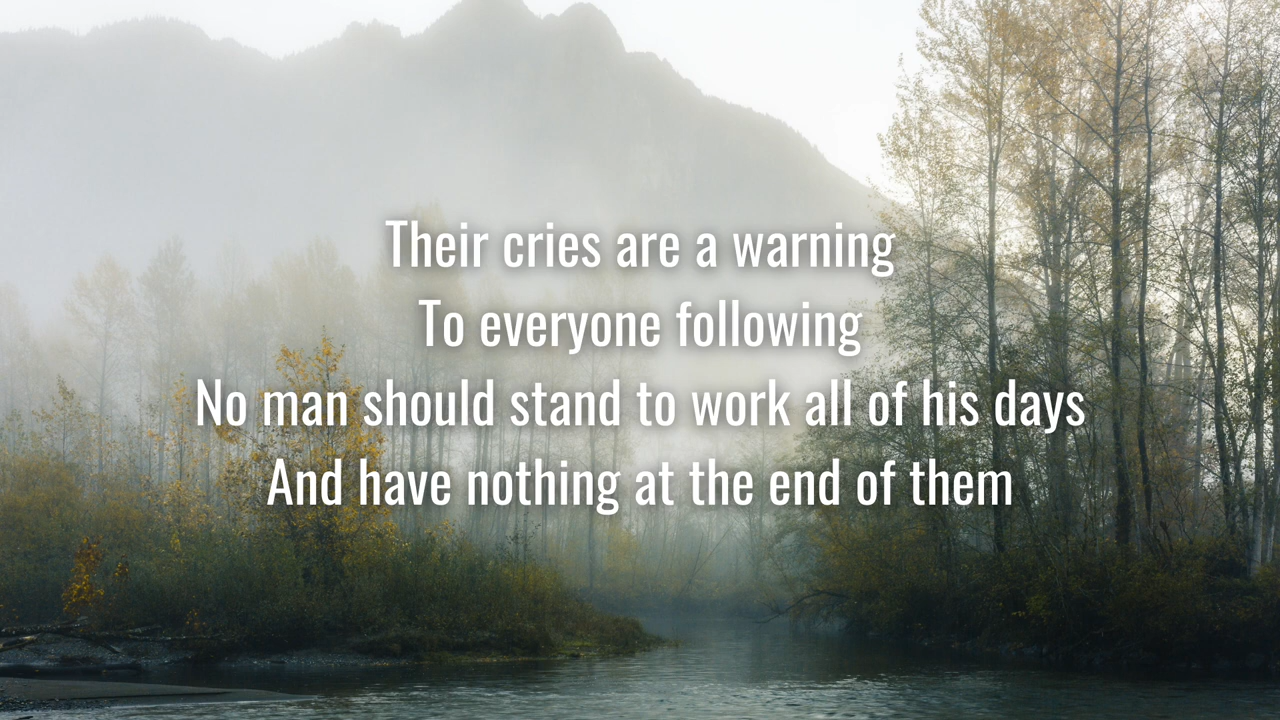 Their cries are a warning
To everyone following
No man should stand to work all of his days
And have nothing at the end of them